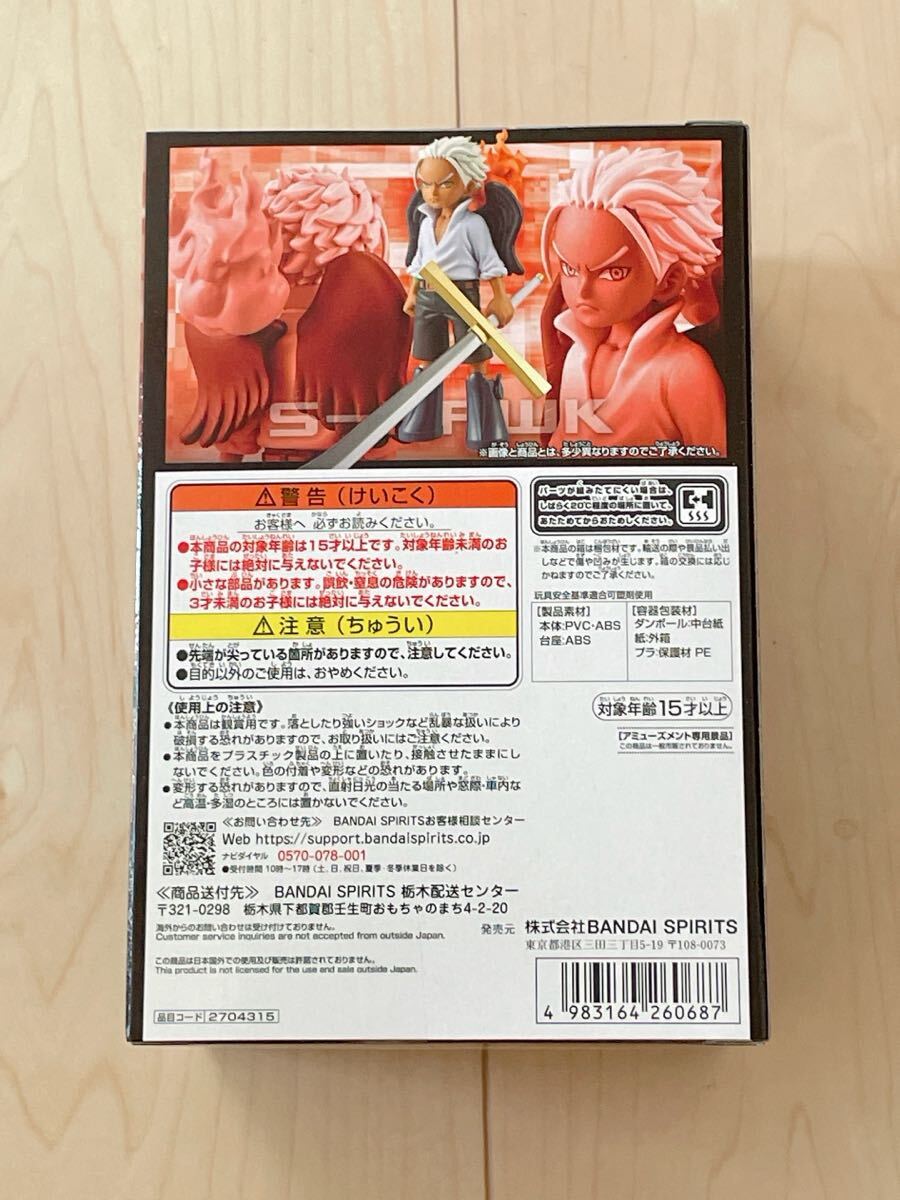 S-HAWK
※画像と商品とは、多少異なりますのでご了承ください。
⚠警告（けいこく）
お客様へ 必ずお読みください。
●本商品の対象年齢は15才以上です。対象年齢未満のお
子様には絶対に与えないでください。
●小さな部品があります。誤飲・窒息の危険がありますので、
3才未満のお子様には絶対に与えないでください。
⚠注意（ちゅうい）
●先端が尖っている箇所がありますので、注意してください。
●目的以外のご使用は、おやめください。
パーツが組みたてにくい場合は、
しばらく20℃程度の場所に置いて、
あたためてからおためしください。
※本商品の箱は梱包材です。輸送の際や景品払い出
しなどで傷や凹みが生じます。箱の交換には応じ
かねますのでご了承ください。
玩具安全基準適合可塑剤使用
【製品素材】
本体:PVC・ABS
台座:ABS
【容器包装材】
ダンボール:中台紙
紙:外箱
プラ:保護材 PE
《使用上の注意》
●本商品は観賞用です。落としたり強いショックなど乱暴な扱いにより
破損する恐れがありますので、お取り扱いにはご注意ください。
●本商品をプラスチック製品の上に置いたり、接触させたままにし
ないでください。色の付着や変形などの恐れがあります。
●変形する恐れがありますので、直射日光の当たる場所や窓際・車内な
ど高温・多湿のところには置かないでください。
対象年齢15才以上
【アミューズメント専用景品】
この商品は一般市販されておりません。
≪お問い合わせ先≫ BANDAI SPIRITSお客様相談センター
Web https://support.bandaispirits.co.jp
ナビダイヤル 0570-078-001
●受付時間 10時～17時（土、日、祝日、夏季・冬季休業日を除く）
≪商品送付先≫ BANDAI SPIRITS 栃木配送センター
〒321-0298 栃木県下都賀郡壬生町おもちゃのまち4-2-20
海外からのお問い合わせは受け付けておりません。
Customer service inquiries are not accepted from outside Japan.
発売元 株式会社BANDAI SPIRITS
東京都港区三田三丁目5-19 〒108-0073
この商品は日本国外での使用及び販売は許諾されておりません。
This product is not licensed for the use and sale outside Japan.
品目コード 2704315
4 983164 260687